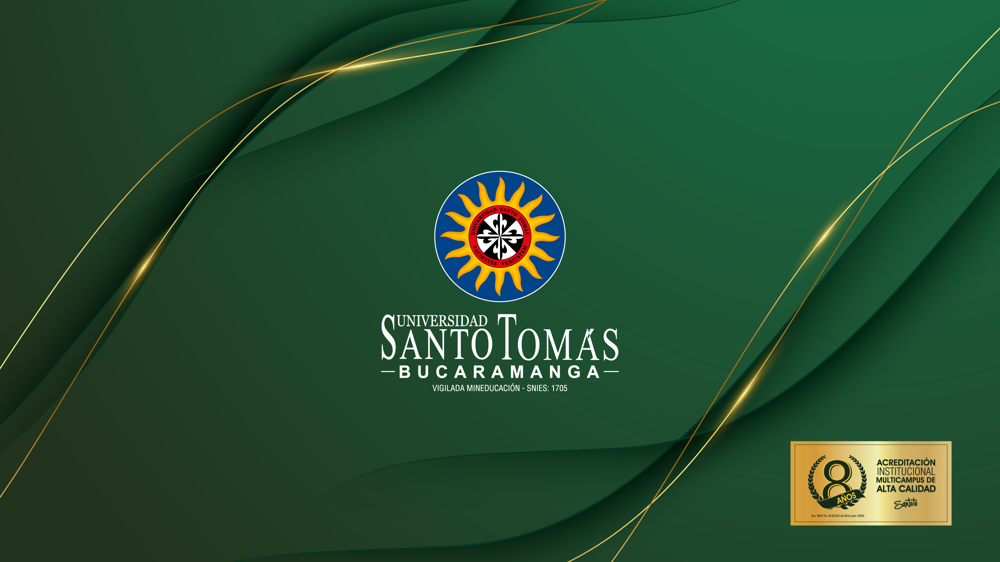 UNIVERSIDAD SANTO TOMÁS
FACIENTES VERITATEM
UNIVERSIDAD
SANTO TOMÁS
BUCARAMANGA
VIGILADA MINEDUCACIÓN - SNIES: 1705
8
AÑOS
Res. MEN No. 0145525 del 28 de julio 2022
ACREDITACIÓN
INSTITUCIONAL
MULTICAMPUS DE
ALTA CALIDAD
Santoto